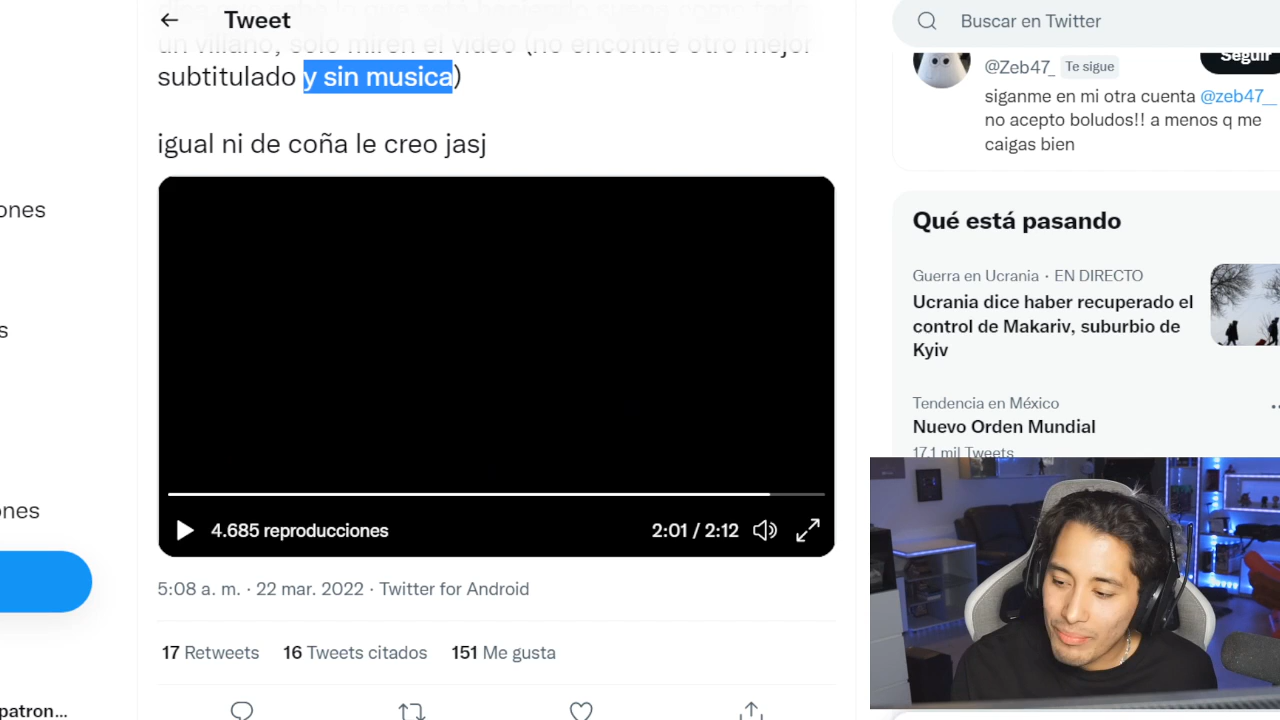 Tweet
un villano, solo miren el video (no encontre otro mejor
subtitulado y sin musica)
igual ni de coña le creo jasj
4.685 reproducciones
2:01 / 2:12
5:08 a. m. · 22 mar. 2022 · Twitter for Android
17 Retweets 16 Tweets citados 151 Me gusta
ones
s
ones
patron...
Buscar en Twitter
@Zeb47_ Te sigue
Seguir
siganme en mi otra cuenta @zeb47__
no acepto boludos!! a menos q me
caigas bien
Qué está pasando
Guerra en Ucrania · EN DIRECTO
Ucrania dice haber recuperado el
control de Makariv, suburbio de
Kyiv
Tendencia en México
Nuevo Orden Mundial
17,1 mil Tweets